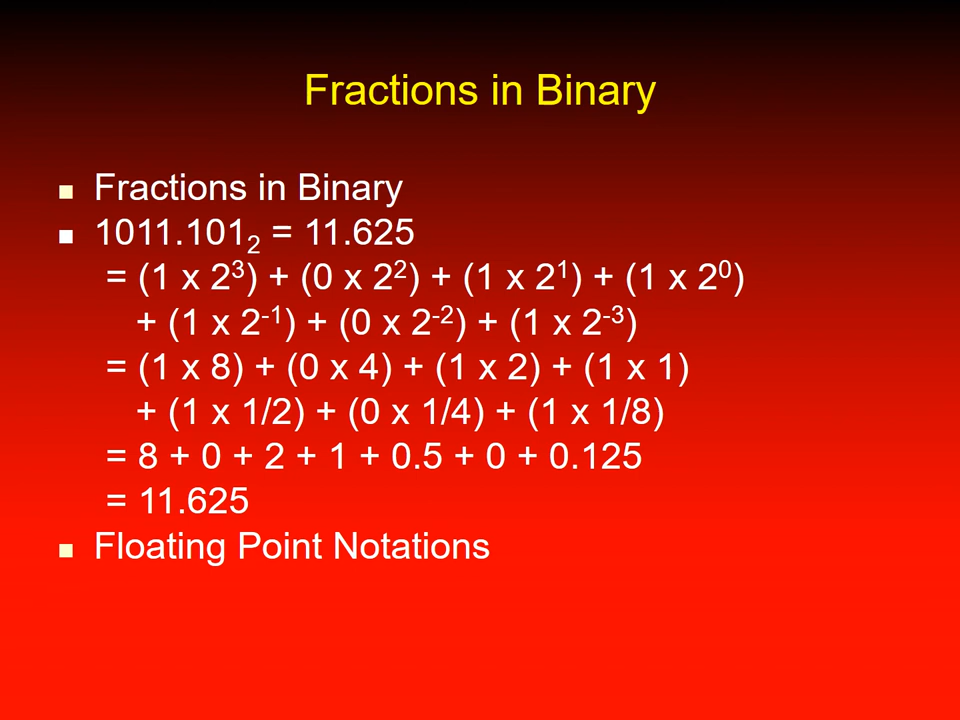 Fractions in Binary
Fractions in Binary
1011.101₂ = 11.625
= (1 x 2³) + (0 x 2²) + (1 x 2¹) + (1 x 2⁰)
+ (1 x 2⁻¹) + (0 x 2⁻²) + (1 x 2⁻³)
= (1 x 8) + (0 x 4) + (1 x 2) + (1 x 1)
+ (1 x 1/2) + (0 x 1/4) + (1 x 1/8)
= 8 + 0 + 2 + 1 + 0.5 + 0 + 0.125
= 11.625
Floating Point Notations